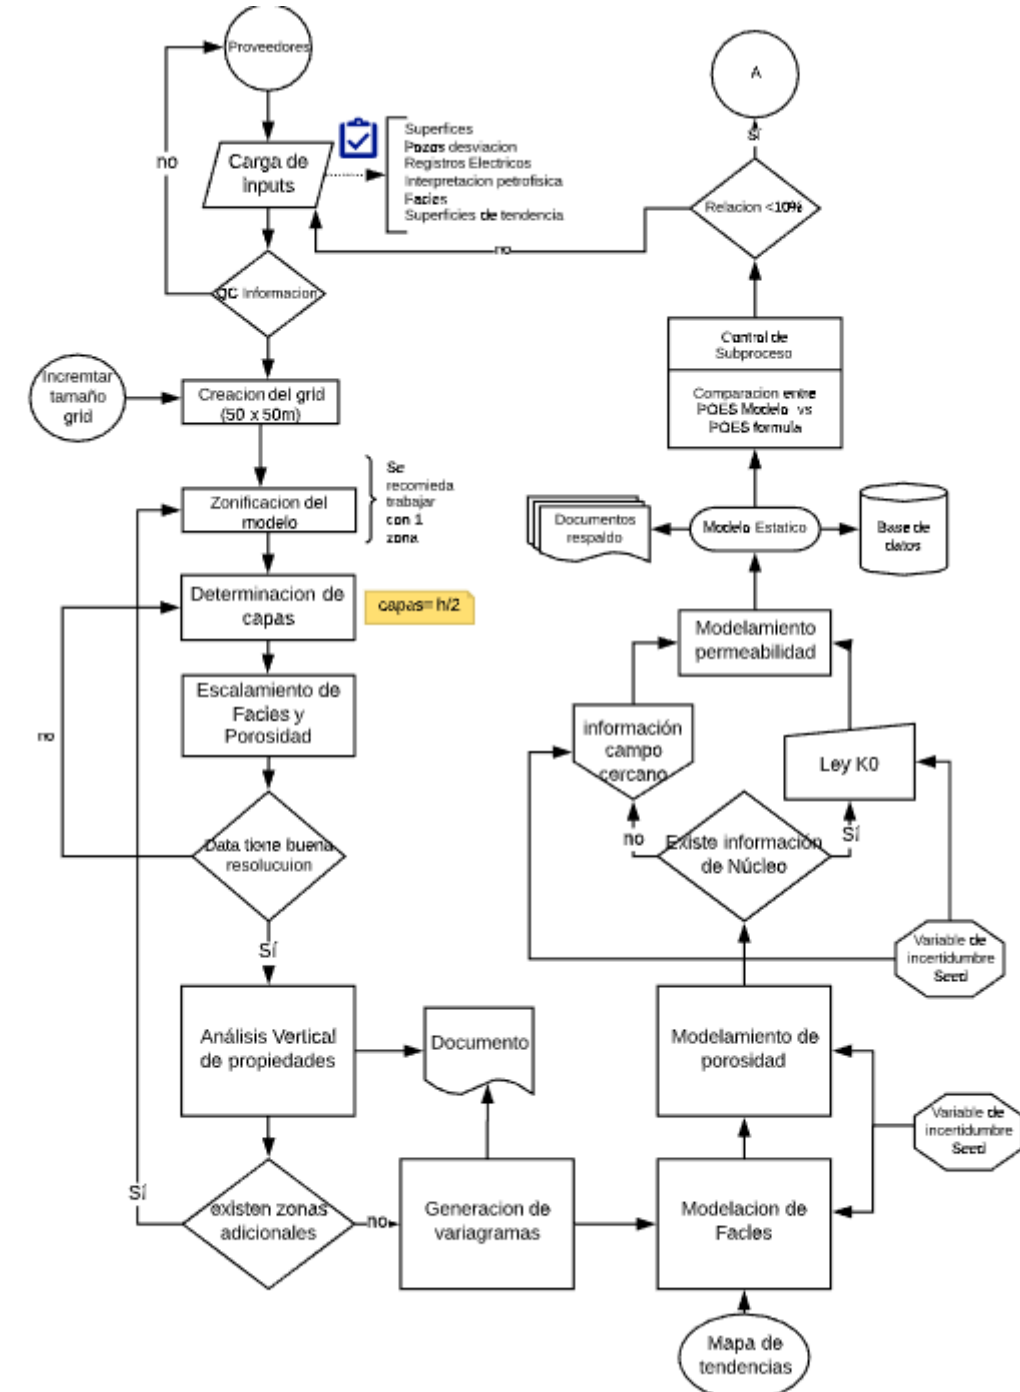 Proveedores
no
Carga de
Inputs
Superfices
Pozos desviacion
Registros Electricos
Interpretacion petrofisica
Facies
Superficies de tendencia
QC Informacion
Incremtar
tamaño
grid
Creacion del grid
(50 x 50m)
Zonificacion del
modelo
Se
recomieda
trabajar
con 1
zona
Determinacion de
capas
capas= h/2
Escalamiento de
Facies y
Porosidad
no
Data tiene buena
resolucuion
Sí
Análisis Vertical
de propiedades
Documento
Sí
existen zonas
adicionales
no
Generacion de
variagramas
Modelacion de
Facies
Mapa de
tendencias
Variable de
incertidumbre
Seed
Modelamiento de
porosidad
Variable de
incertidumbre
Seed
Existe información
de Núcleo
no
Sí
información
campo
cercano
Ley K0
Modelamiento
permeabilidad
Modelo Estatico
Documentos
respaldo
Base de
datos
Control de
Subproceso
Comparacion entre
POES Modelo vs
POES formula
Relacion <10%
no
Sí
A